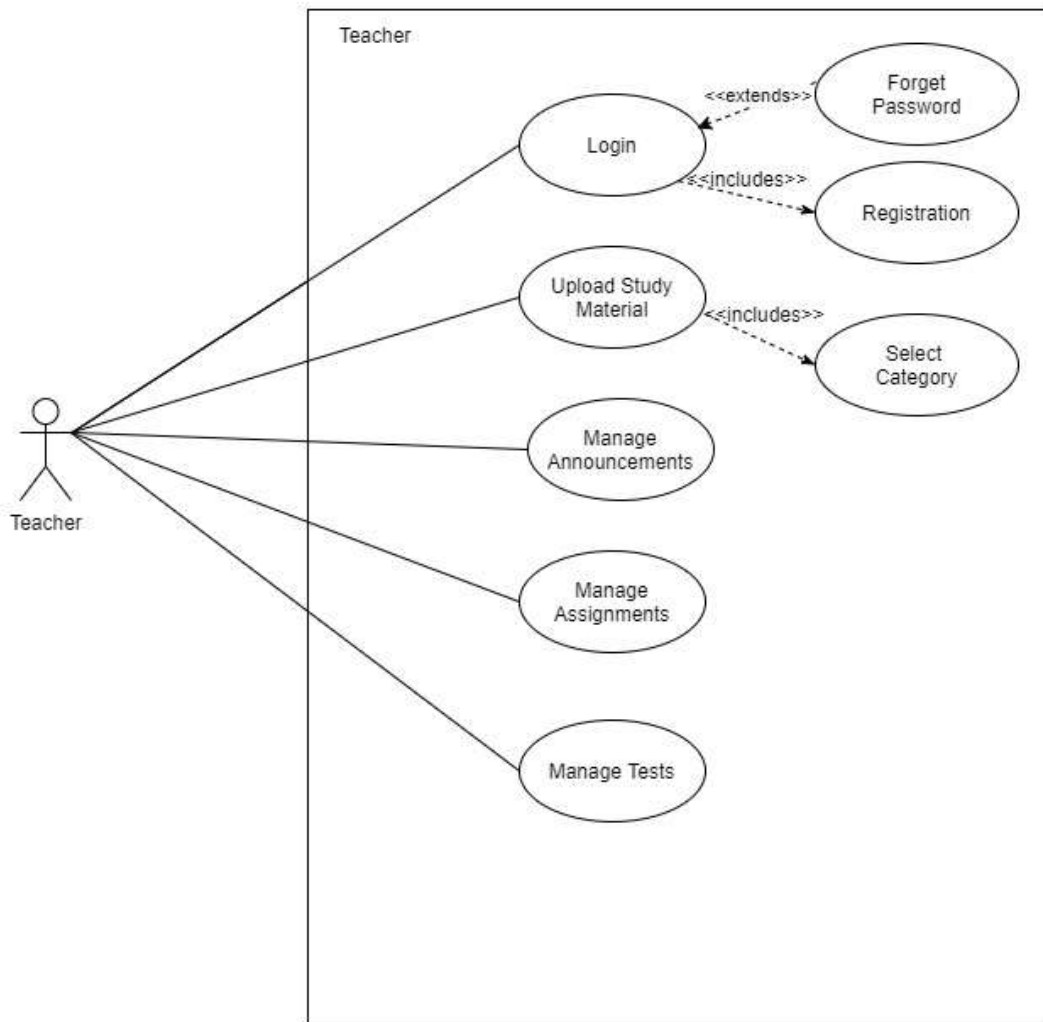 Teacher
Forget
Password
<<extends>>
Login
<<includes>>
Registration
Upload Study
Material
<<includes>>
Select
Category
Manage
Announcements
Teacher
Manage
Assignments
Manage Tests